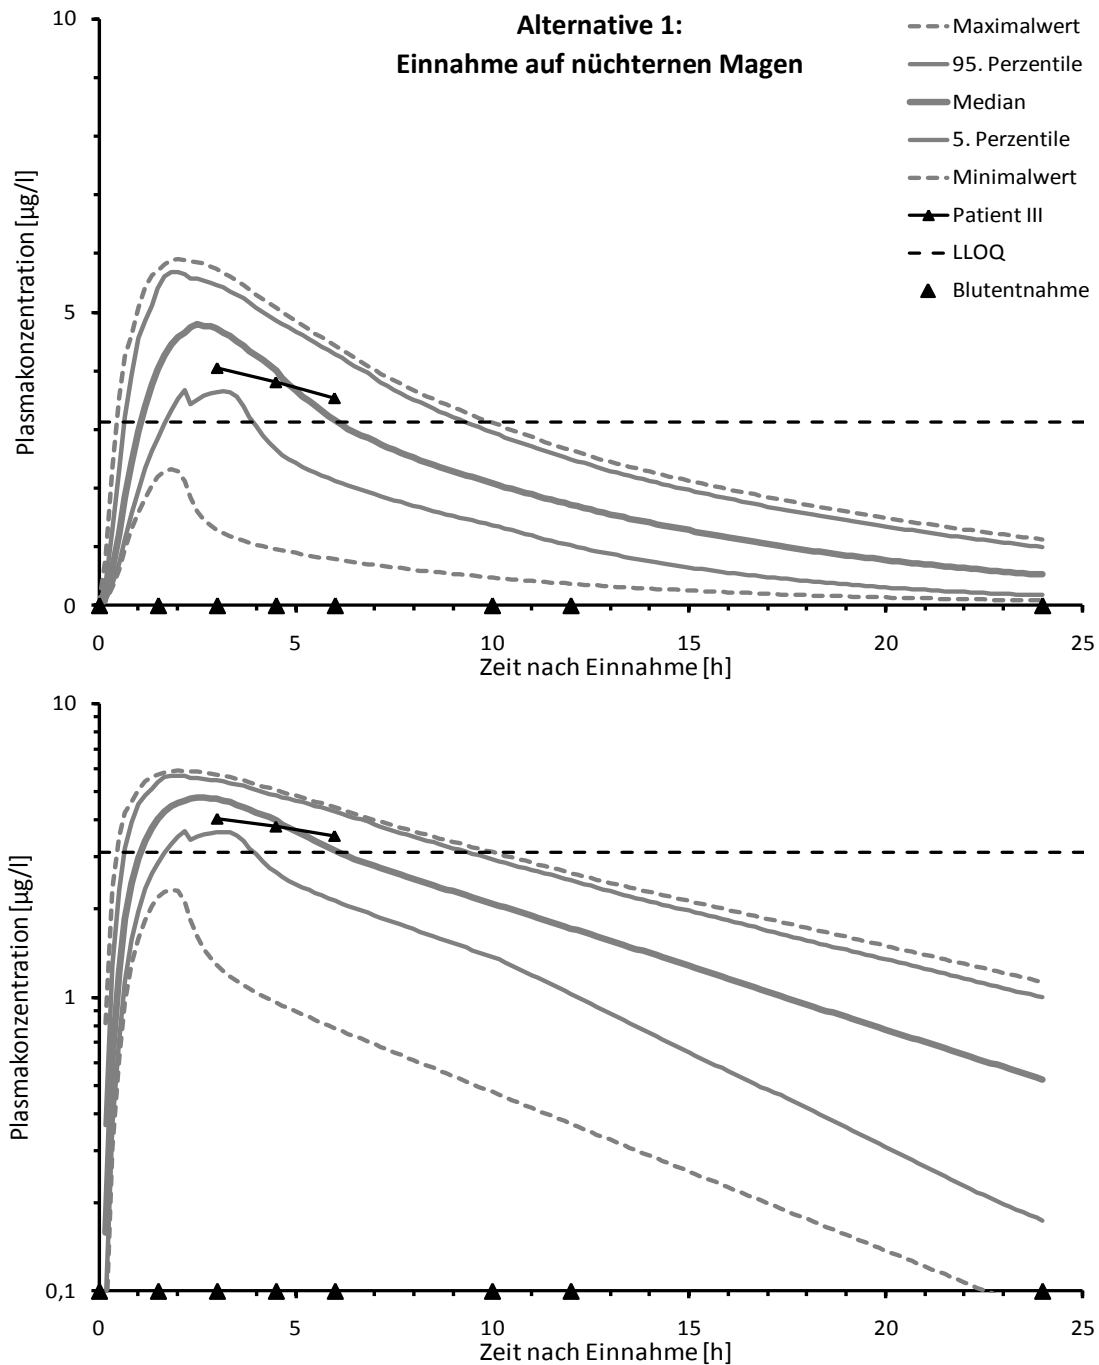 Alternative 1:
Einnahme auf nüchternen Magen
Maximalwert
95. Perzentile
Median
5. Perzentile
Minimalwert
Patient III
LLOQ
Blutentnahme
Plasmakonzentration [µg/l]
10
5
0
0 5 10 15 20 25
Zeit nach Einnahme [h]
Plasmakonzentration [µg/l]
10
1
0,1
0 5 10 15 20 25
Zeit nach Einnahme [h]